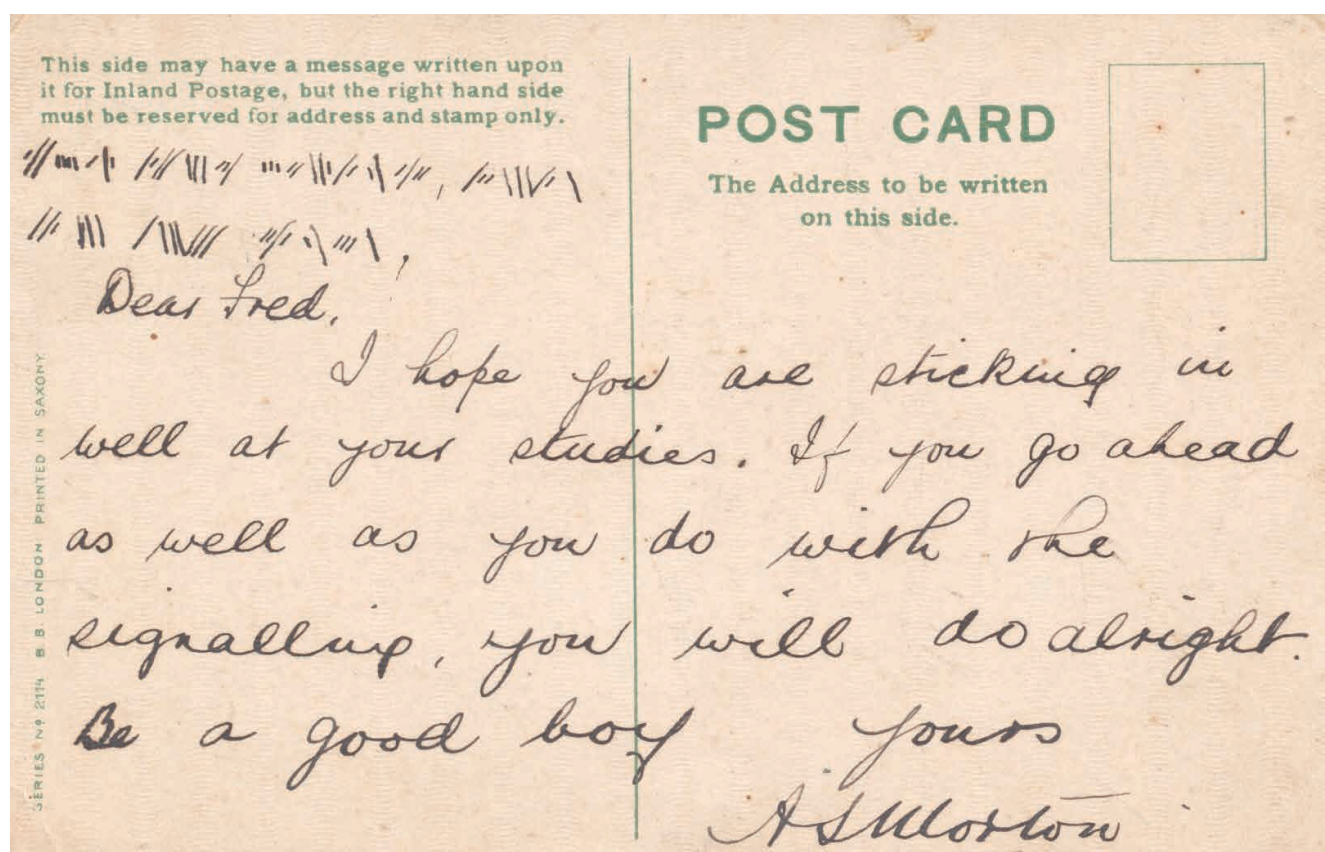 This side may have a message written upon
it for Inland Postage, but the right hand side
must be reserved for address and stamp only.
POST CARD
The Address to be written
on this side.
Dear Fred,
I hope you are sticking in
well at your studies. If you go ahead
as well as you do with the
signalling, you will do alright.
Be a good boy yours
A S Morton
SERIES Nº 2114 B.B. LONDON PRINTED IN SAXONY.